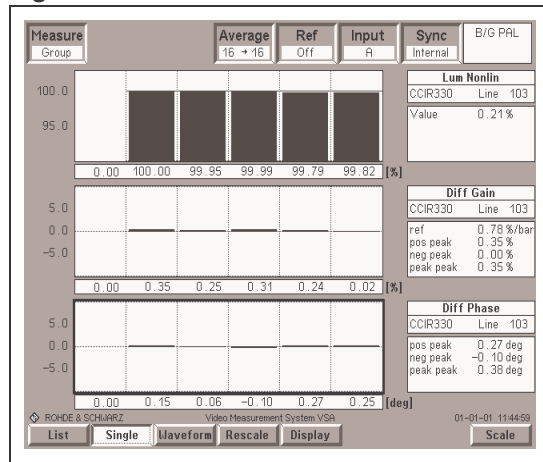 Measure
Group
Average
16 → 16
Ref
Off
Input
A
Sync
Internal
B/G PAL
100.0
95.0
0.00 100.00 99.95 99.99 99.79 99.82 [%]
Lum Nonlin
CCIR330 Line 103
Value 0.21 %
5.0
0.0
-5.0
0.00 0.35 0.25 0.31 0.24 0.02 [%]
Diff Gain
CCIR330 Line 103
ref 0.78 %/bar
pos peak 0.35 %
neg peak 0.00 %
peak peak 0.35 %
5.0
0.0
-5.0
0.00 0.15 0.06 -0.10 0.27 0.25 [deg]
Diff Phase
CCIR330 Line 103
pos peak 0.27 deg
neg peak -0.10 deg
peak peak 0.38 deg
ROHDE & SCHWARZ Video Measurement System VSA 01-01-01 11:44:59
List Single Waveform Rescale Display Scale